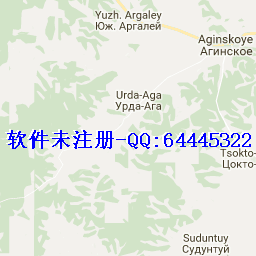 Yuzh. Argaley
Юж. Аргалей
Aginskoye
Агинское
Urda-Aga
Урда-Ага
软件未注册-QQ:64445322
Tsokto-
Цокто-
Suduntuy
Судунтуй